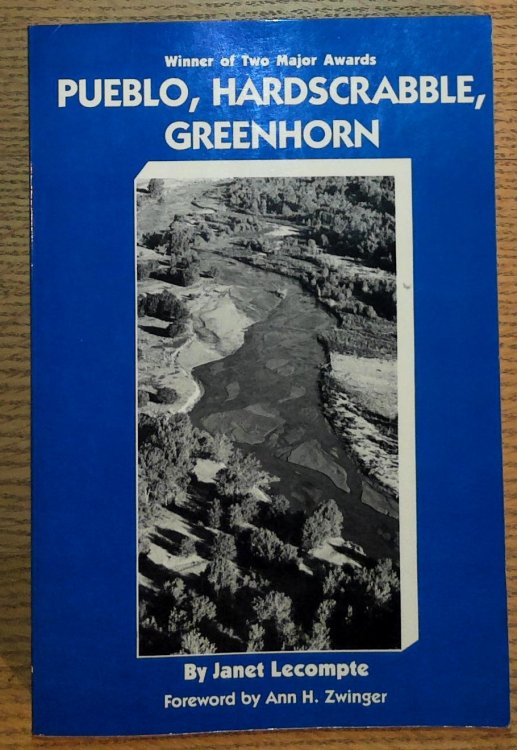 Winner of Two Major Awards
PUEBLO, HARDSCRABBLE,
GREENHORN
By Janet Lecompte
Foreword by Ann H. Zwinger